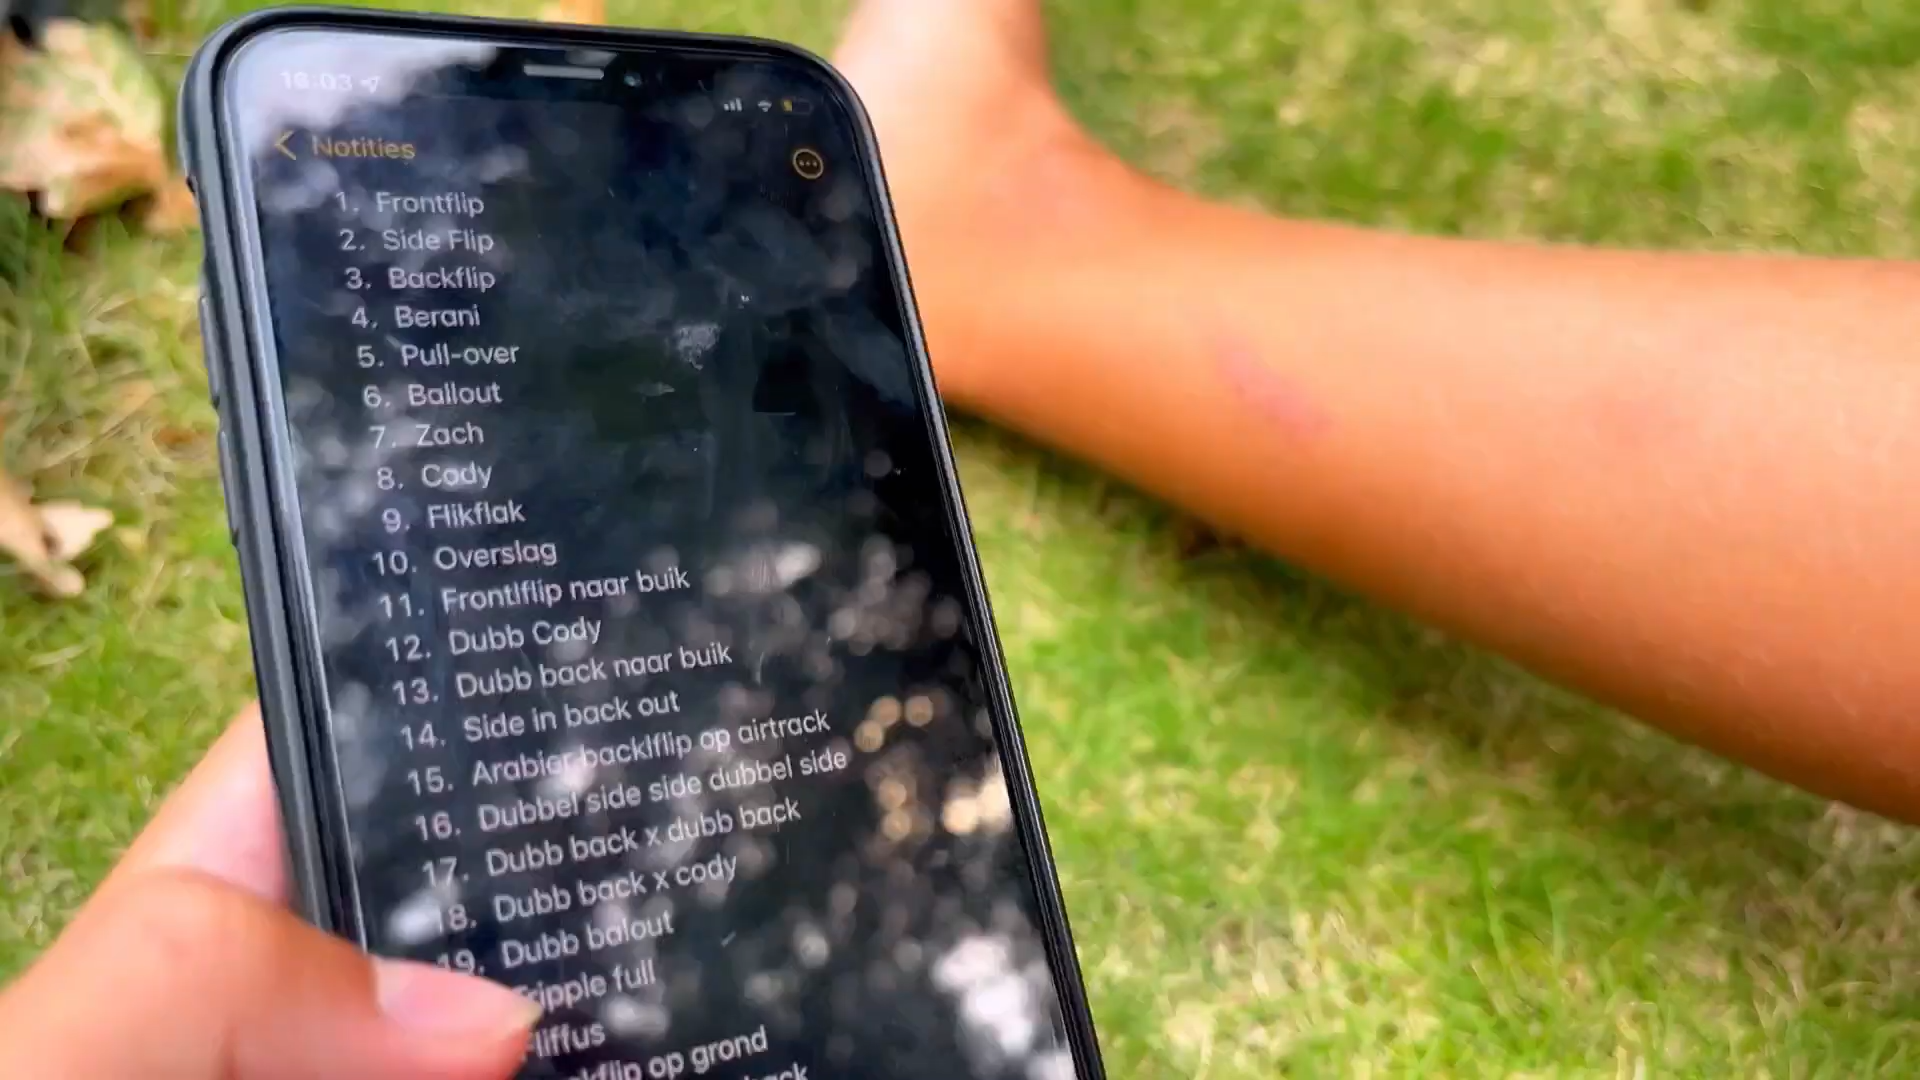 16:03
Notities
1. Frontflip
2. Side Flip
3. Backflip
4. Berani
5. Pull-over
6. Ballout
7. Zach
8. Cody
9. Flikflak
10. Overslag
11. Frontlflip naar buik
12. Dubb Cody
13. Dubb back naar buik
14. Side in back out
15. Arabier backlflip op airtrack
16. Dubbel side side dubbel side
17. Dubb back x dubb back
18. Dubb back x cody
19. Dubb balout
full
op grond